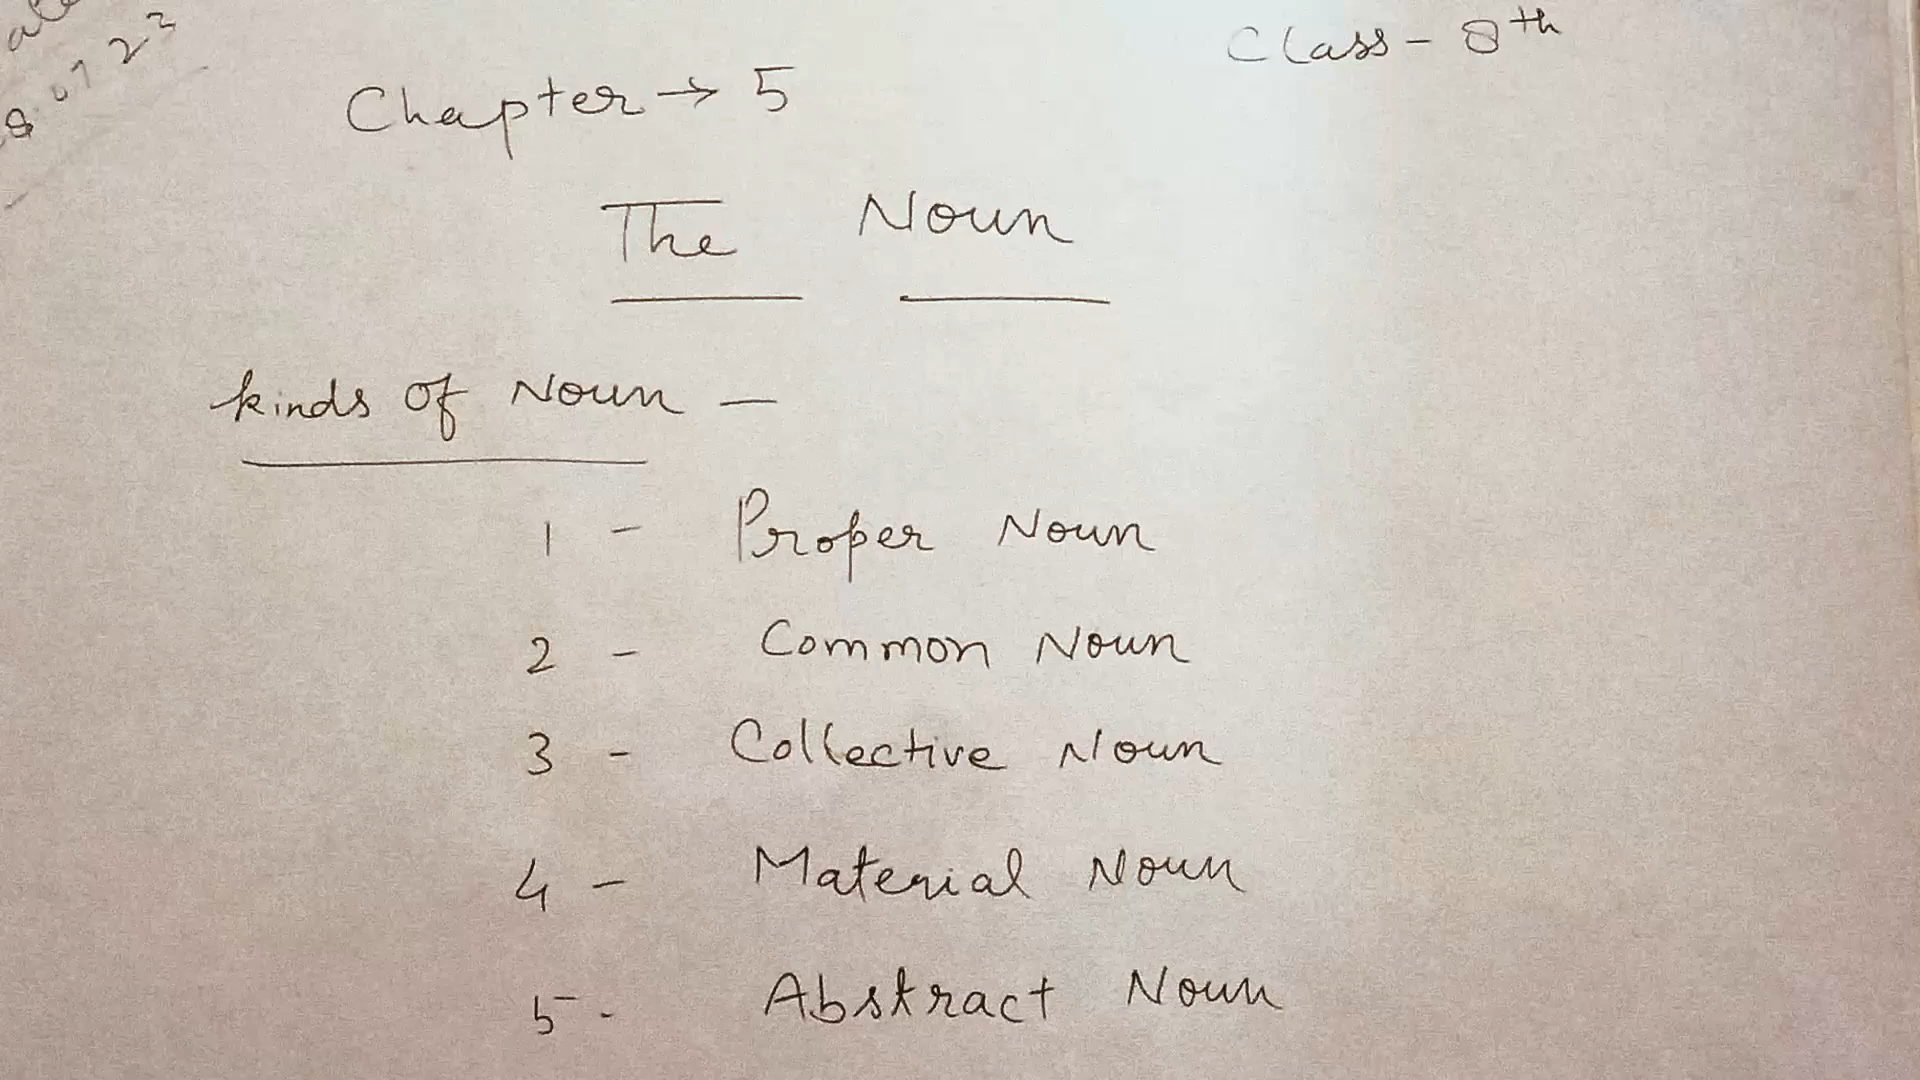 Class - 8th
Chapter → 5
The Noun
kinds of Noun -
1 - Proper Noun
2 - Common Noun
3 - Collective Noun
4 - Material Noun
5 - Abstract Noun